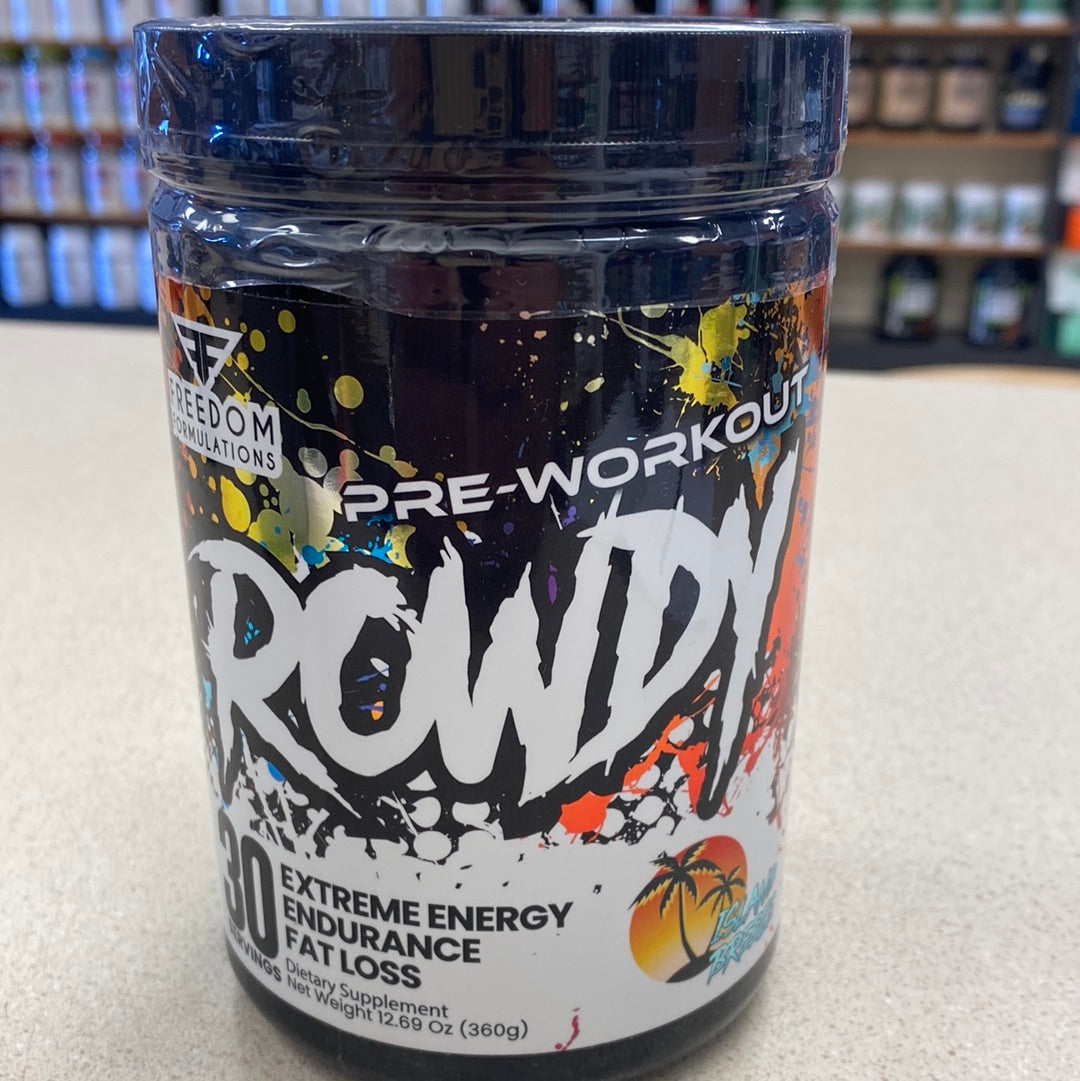 FREEDOM
FORMULATIONS
PRE-WORKOUT
ROWDY
30
SERVINGS
EXTREME ENERGY
ENDURANCE
FAT LOSS
Dietary Supplement
Net Weight 12.69 Oz (360g)
ISLAND